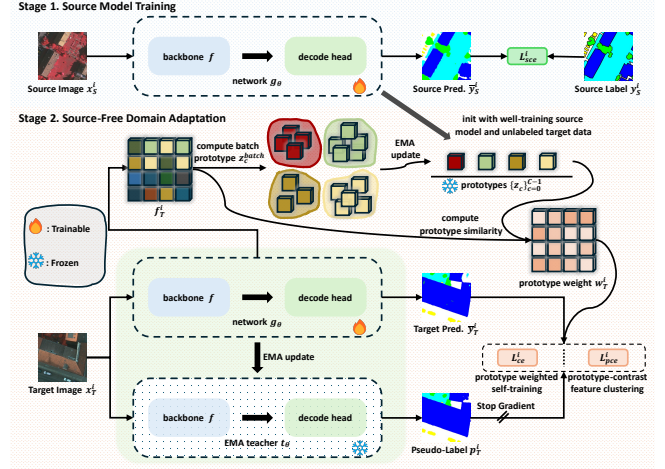 Stage 1. Source Model Training
backbone f
decode head
network gθ
Source Image x_S^i
Source Pred. ȳ_S^i
L_sce^i
Source Label y_S^i
Stage 2. Source-Free Domain Adaptation
compute batch
prototype z_c^batch
EMA
update
init with well-training source
model and unlabeled target data
prototypes {z_c}_{c=0}^{C-1}
f_T^i
compute
prototype similarity
prototype weight w_T^i
: Trainable
: Frozen
backbone f
decode head
network gθ
Target Pred. ȳ_T^i
EMA update
L_ce^i
L_pce^i
prototype weighted
self-training
prototype-contrast
feature clustering
Target Image x_T^i
backbone f
decode head
EMA teacher tθ
Stop Gradient
Pseudo-Label p_T^i